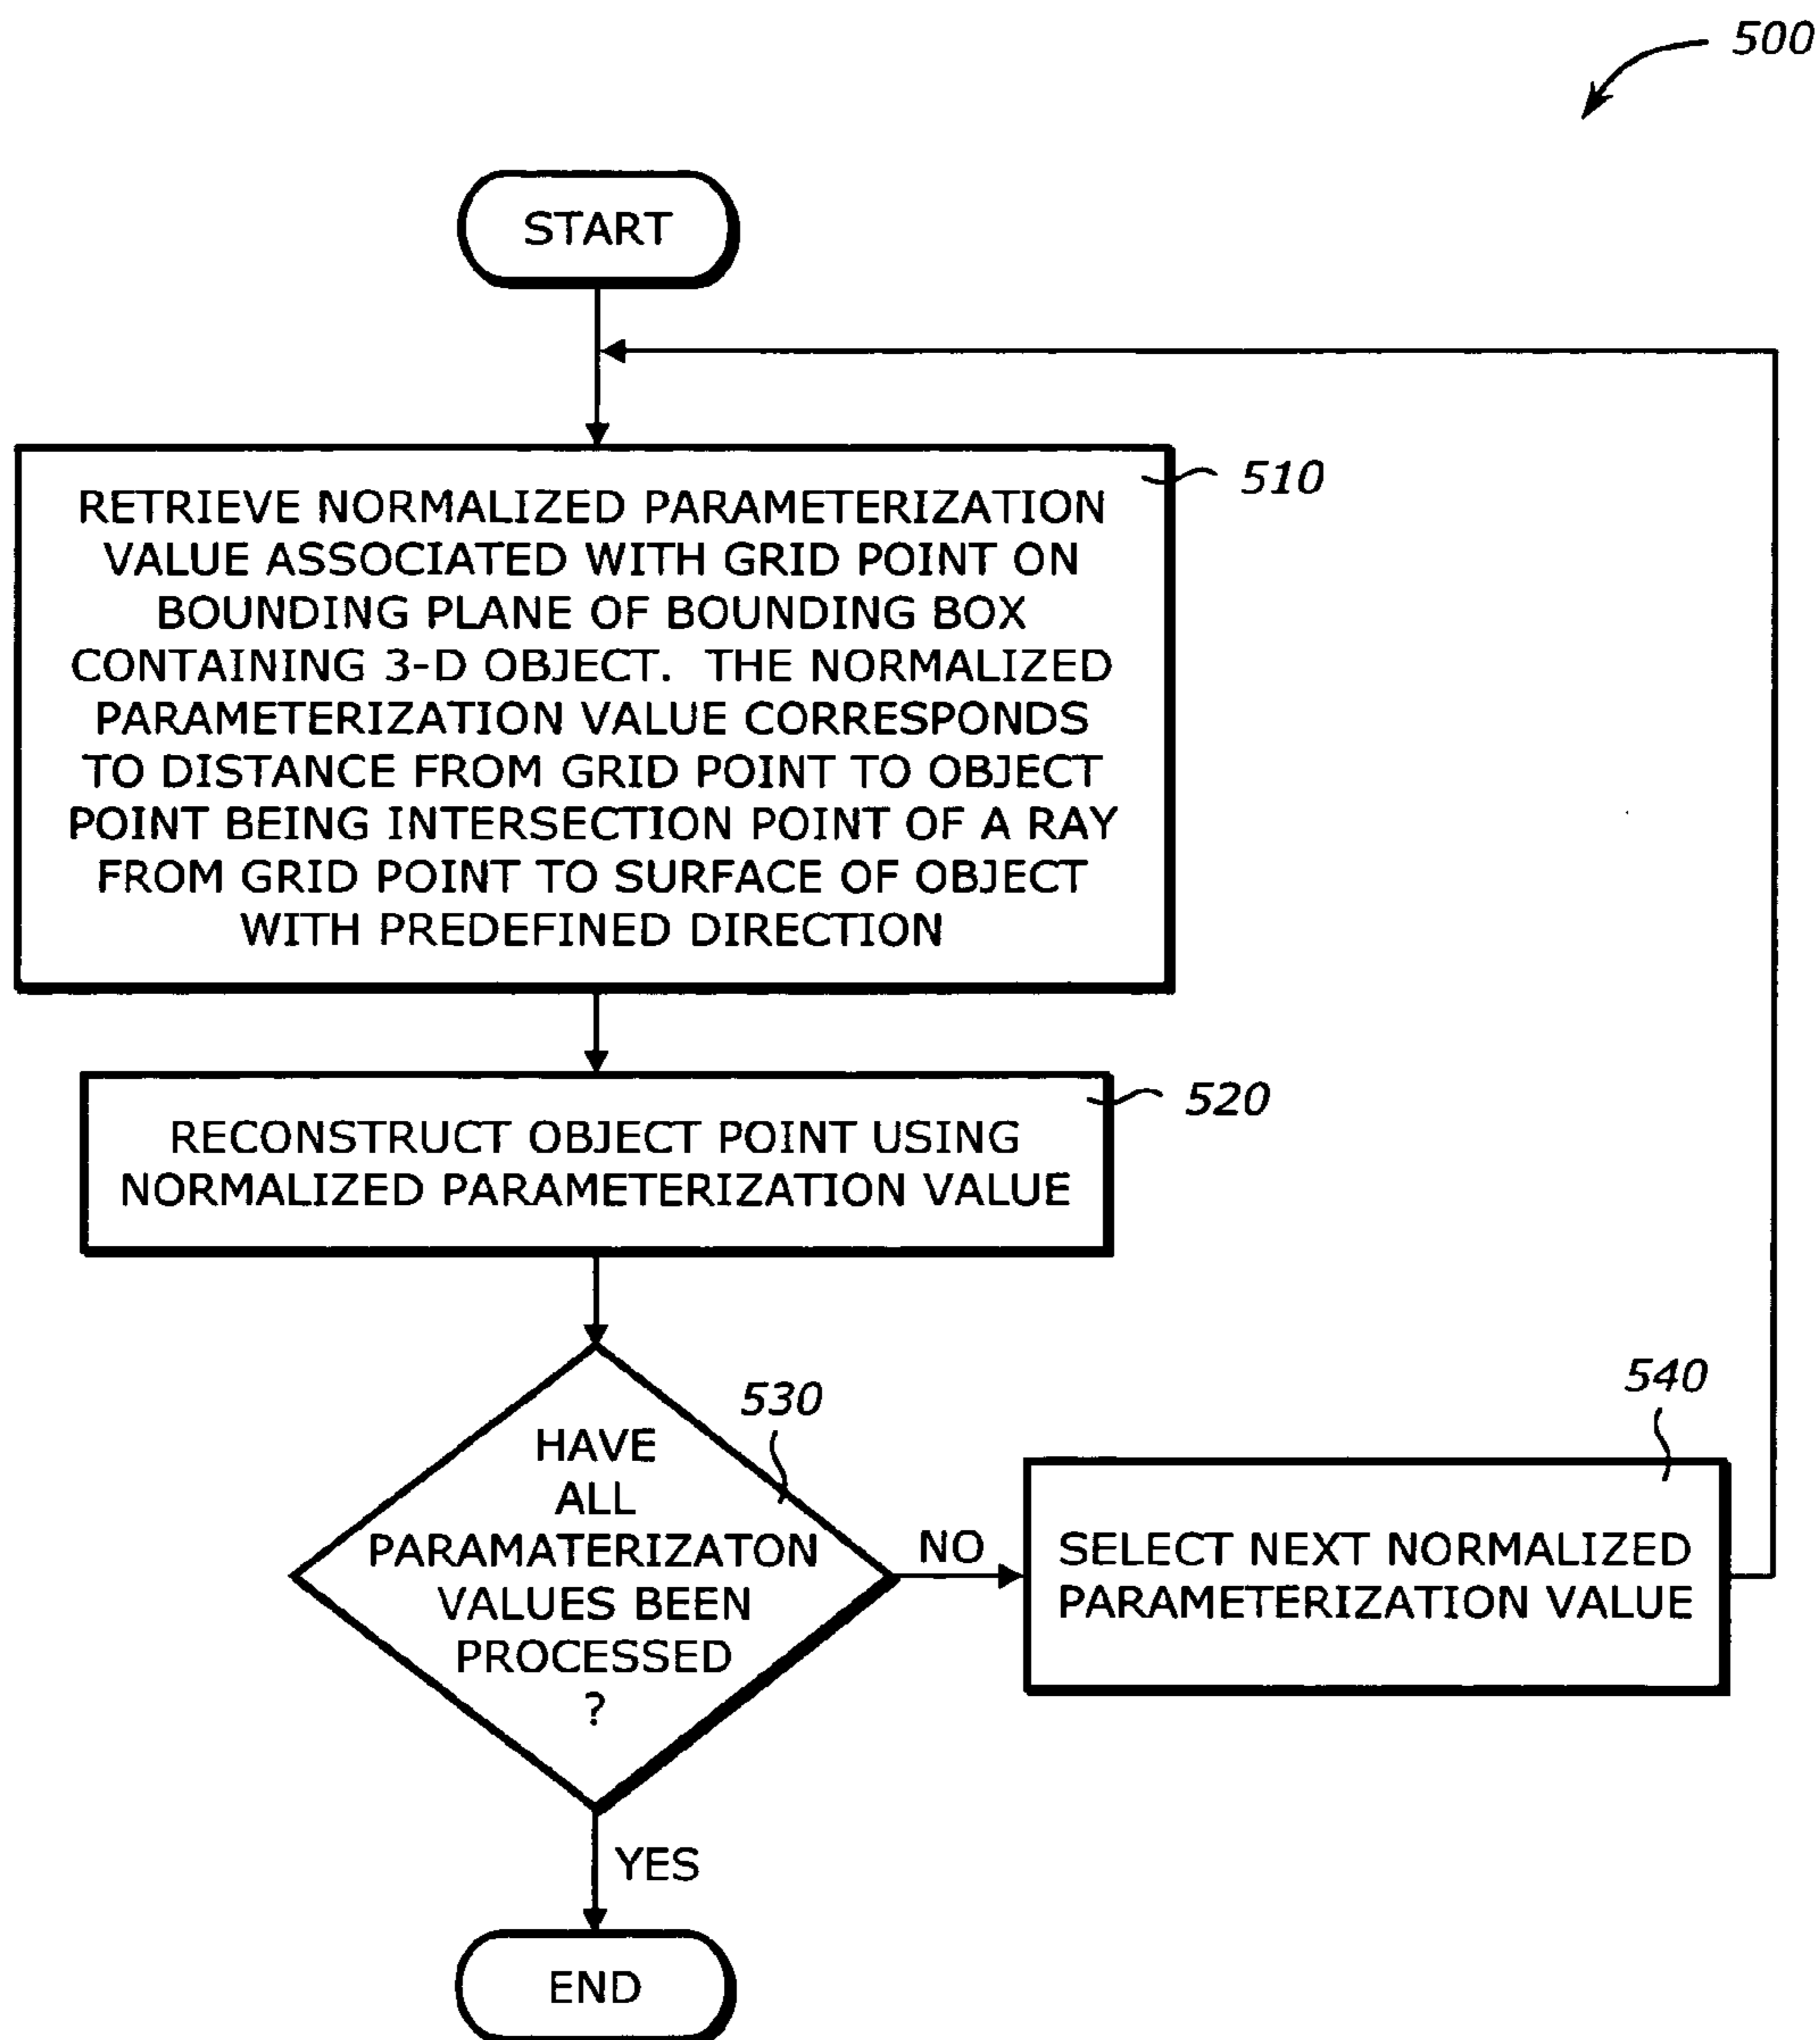 500
START
510
RETRIEVE NORMALIZED PARAMETERIZATION
VALUE ASSOCIATED WITH GRID POINT ON
BOUNDING PLANE OF BOUNDING BOX
CONTAINING 3-D OBJECT. THE NORMALIZED
PARAMETERIZATION VALUE CORRESPONDS
TO DISTANCE FROM GRID POINT TO OBJECT
POINT BEING INTERSECTION POINT OF A RAY
FROM GRID POINT TO SURFACE OF OBJECT
WITH PREDEFINED DIRECTION
520
RECONSTRUCT OBJECT POINT USING
NORMALIZED PARAMETERIZATION VALUE
530
HAVE
ALL
PARAMATERIZATON
VALUES BEEN
PROCESSED
?
NO
540
SELECT NEXT NORMALIZED
PARAMETERIZATION VALUE
YES
END